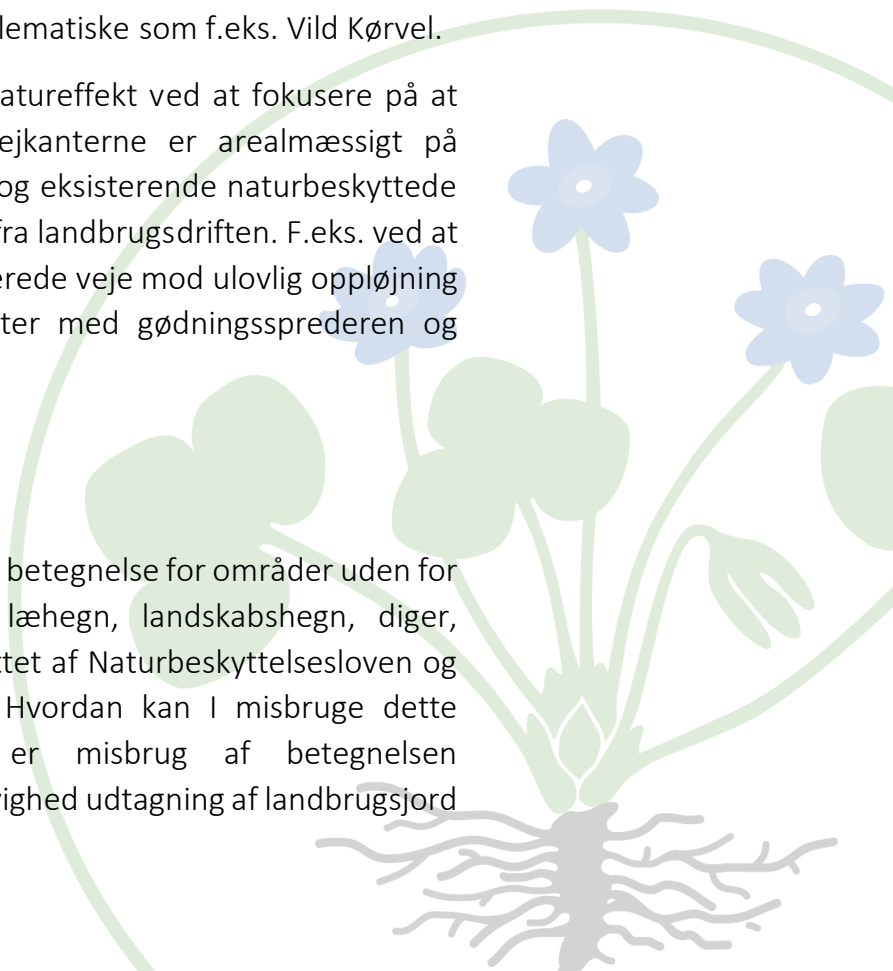 lematiske som f.eks. Vild Kørvel.
atureffekt ved at fokusere på at
ejkanterne er arealmæssigt på
og eksisterende naturbeskyttede
fra landbrugsdriften. F.eks. ved at
erede veje mod ulovlig oppløjning
ter med gødningssprederen og
betegnelse for områder uden for
læhegn, landskabshegn, diger,
ttet af Naturbeskyttelsesloven og
Hvordan kan I misbruge dette
er misbrug af betegnelsen
vighed udtagning af landbrugsjord